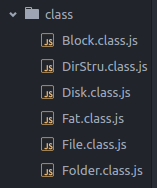 class
JS Block.class.js
JS DirStru.class.js
JS Disk.class.js
JS Fat.class.js
JS File.class.js
JS Folder.class.js